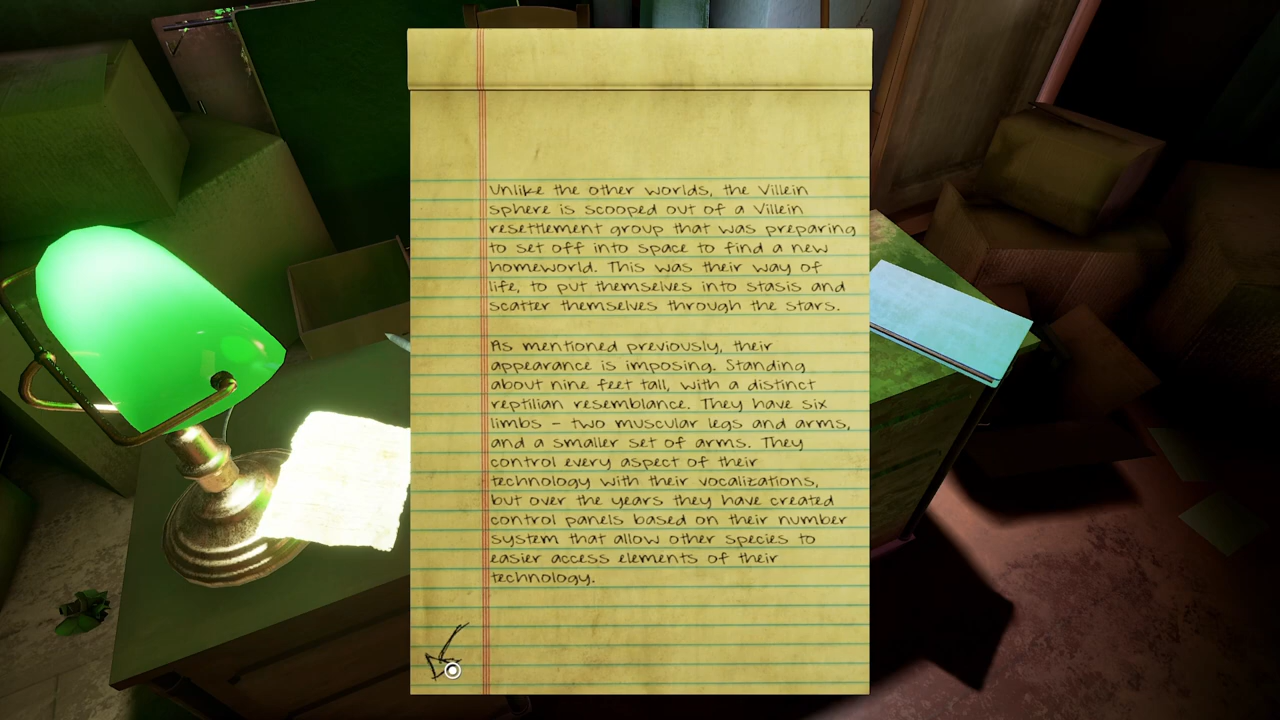 Unlike the other worlds, the Villein
sphere is scooped out of a Villein
resettlement group that was preparing
to set off into space to find a new
homeworld. This was their way of
life, to put themselves into stasis and
scatter themselves through the stars.
As mentioned previously, their
appearance is imposing. Standing
about nine feet tall, with a distinct
reptilian resemblance. They have six
limbs - two muscular legs and arms,
and a smaller set of arms. They
control every aspect of their
technology with their vocalizations,
but over the years they have created
control panels based on their number
system that allow other species to
easier access elements of their
technology.